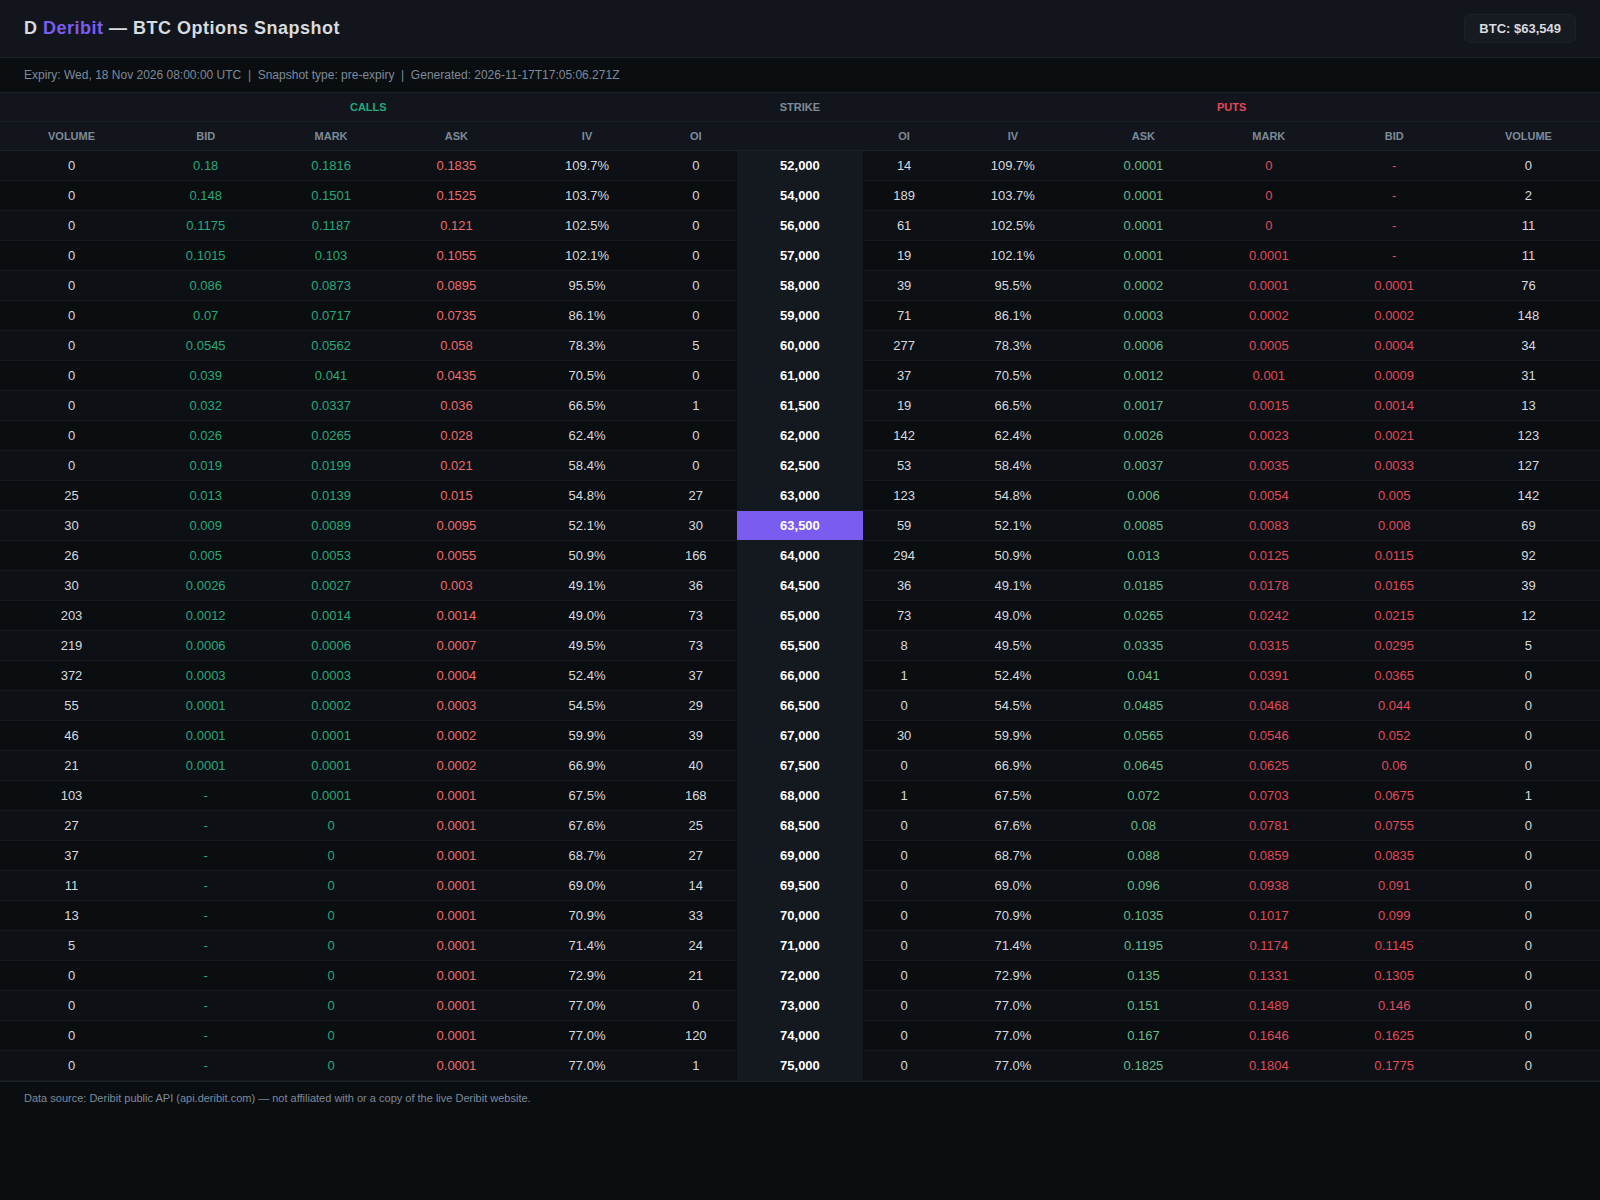 D Deribit — BTC Options Snapshot
BTC: $63,549
Expiry: Wed, 18 Nov 2026 08:00:00 UTC | Snapshot type: pre-expiry | Generated: 2026-11-17T17:05:06.271Z
CALLS STRIKE PUTS
VOLUME BID MARK ASK IV OI OI IV ASK MARK BID VOLUME
0 0.18 0.1816 0.1835 109.7% 0 52,000 14 109.7% 0.0001 0 - 0
0 0.148 0.1501 0.1525 103.7% 0 54,000 189 103.7% 0.0001 0 - 2
0 0.1175 0.1187 0.121 102.5% 0 56,000 61 102.5% 0.0001 0 - 11
0 0.1015 0.103 0.1055 102.1% 0 57,000 19 102.1% 0.0001 0.0001 - 11
0 0.086 0.0873 0.0895 95.5% 0 58,000 39 95.5% 0.0002 0.0001 0.0001 76
0 0.07 0.0717 0.0735 86.1% 0 59,000 71 86.1% 0.0003 0.0002 0.0002 148
0 0.0545 0.0562 0.058 78.3% 5 60,000 277 78.3% 0.0006 0.0005 0.0004 34
0 0.039 0.041 0.0435 70.5% 0 61,000 37 70.5% 0.0012 0.001 0.0009 31
0 0.032 0.0337 0.036 66.5% 1 61,500 19 66.5% 0.0017 0.0015 0.0014 13
0 0.026 0.0265 0.028 62.4% 0 62,000 142 62.4% 0.0026 0.0023 0.0021 123
0 0.019 0.0199 0.021 58.4% 0 62,500 53 58.4% 0.0037 0.0035 0.0033 127
25 0.013 0.0139 0.015 54.8% 27 63,000 123 54.8% 0.006 0.0054 0.005 142
30 0.009 0.0089 0.0095 52.1% 30 63,500 59 52.1% 0.0085 0.0083 0.008 69
26 0.005 0.0053 0.0055 50.9% 166 64,000 294 50.9% 0.013 0.0125 0.0115 92
30 0.0026 0.0027 0.003 49.1% 36 64,500 36 49.1% 0.0185 0.0178 0.0165 39
203 0.0012 0.0014 0.0014 49.0% 73 65,000 73 49.0% 0.0265 0.0242 0.0215 12
219 0.0006 0.0006 0.0007 49.5% 73 65,500 8 49.5% 0.0335 0.0315 0.0295 5
372 0.0003 0.0003 0.0004 52.4% 37 66,000 1 52.4% 0.041 0.0391 0.0365 0
55 0.0001 0.0002 0.0003 54.5% 29 66,500 0 54.5% 0.0485 0.0468 0.044 0
46 0.0001 0.0001 0.0002 59.9% 39 67,000 30 59.9% 0.0565 0.0546 0.052 0
21 0.0001 0.0001 0.0002 66.9% 40 67,500 0 66.9% 0.0645 0.0625 0.06 0
103 - 0.0001 0.0001 67.5% 168 68,000 1 67.5% 0.072 0.0703 0.0675 1
27 - 0 0.0001 67.6% 25 68,500 0 67.6% 0.08 0.0781 0.0755 0
37 - 0 0.0001 68.7% 27 69,000 0 68.7% 0.088 0.0859 0.0835 0
11 - 0 0.0001 69.0% 14 69,500 0 69.0% 0.096 0.0938 0.091 0
13 - 0 0.0001 70.9% 33 70,000 0 70.9% 0.1035 0.1017 0.099 0
5 - 0 0.0001 71.4% 24 71,000 0 71.4% 0.1195 0.1174 0.1145 0
0 - 0 0.0001 72.9% 21 72,000 0 72.9% 0.135 0.1331 0.1305 0
0 - 0 0.0001 77.0% 0 73,000 0 77.0% 0.151 0.1489 0.146 0
0 - 0 0.0001 77.0% 120 74,000 0 77.0% 0.167 0.1646 0.1625 0
0 - 0 0.0001 77.0% 1 75,000 0 77.0% 0.1825 0.1804 0.1775 0
Data source: Deribit public API (api.deribit.com) — not affiliated with or a copy of the live Deribit website.